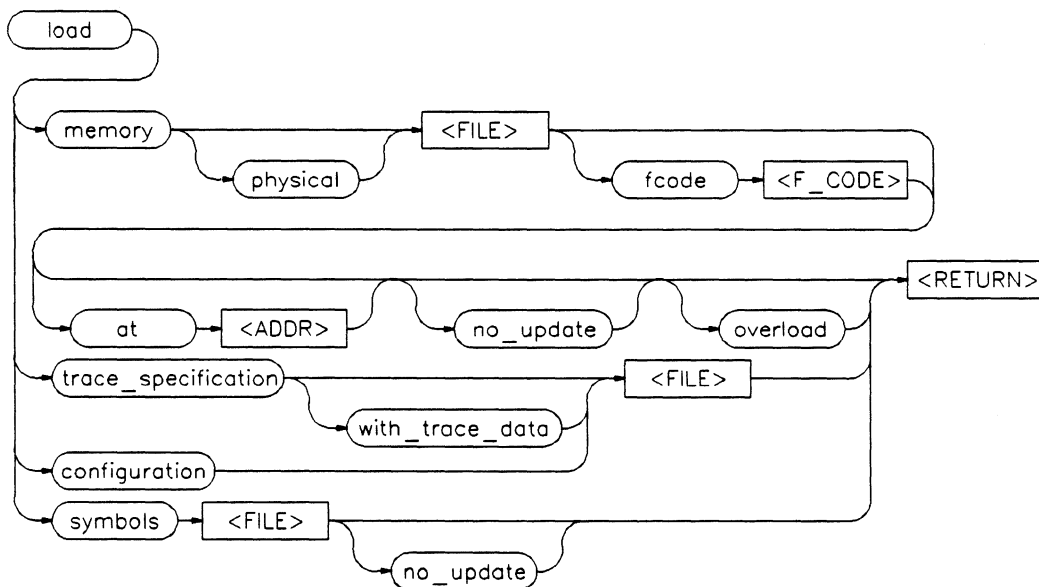 load
memory <FILE>
physical fcode <F_CODE>
<RETURN>
at <ADDR> no_update overload
trace_specification <FILE>
with_trace_data
configuration
symbols <FILE>
no_update